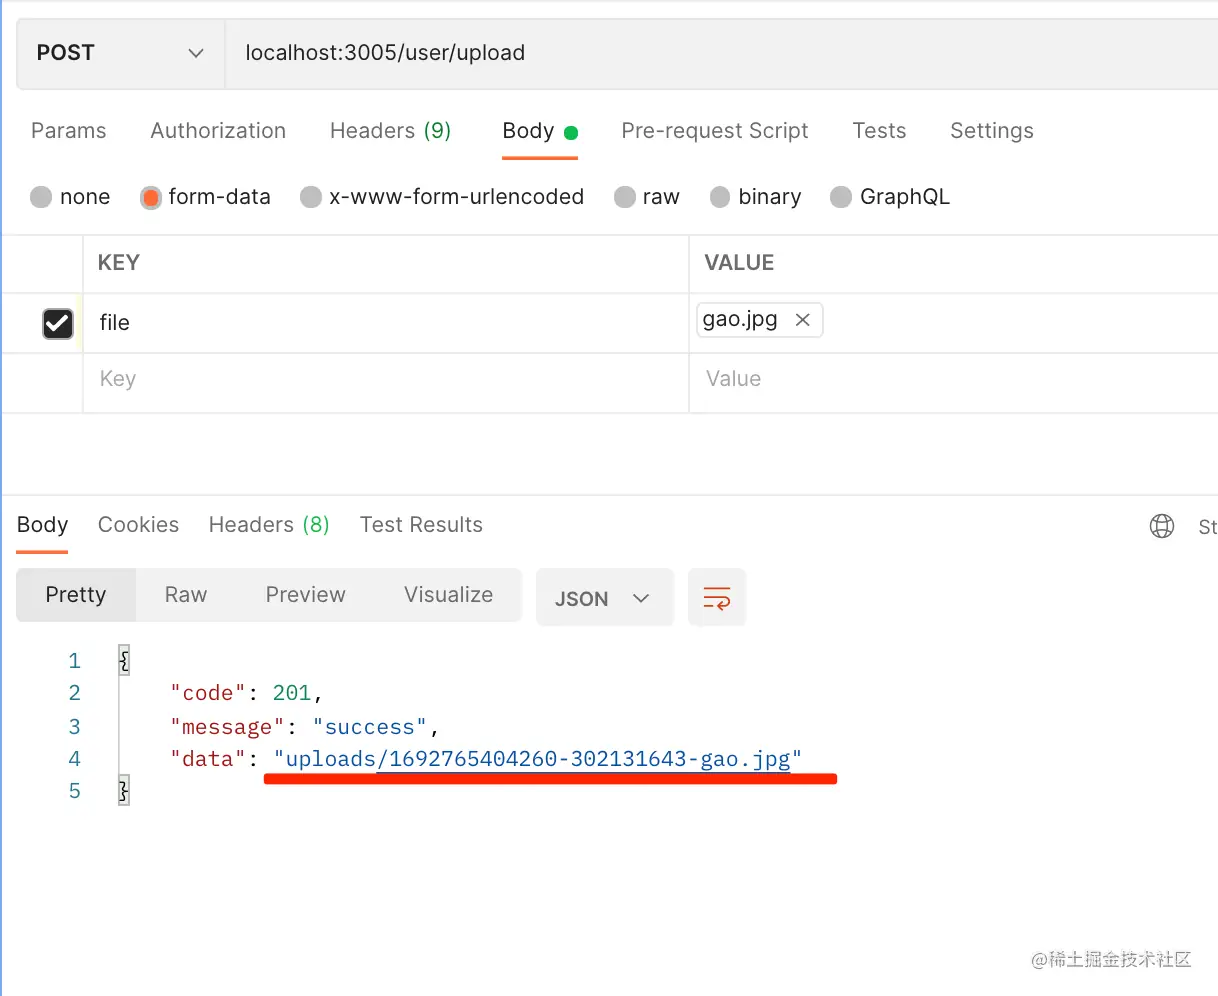 POST localhost:3005/user/upload
Params Authorization Headers (9) Body Pre-request Script Tests Settings
none form-data x-www-form-urlencoded raw binary GraphQL
KEY VALUE
file gao.jpg
Key Value
Body Cookies Headers (8) Test Results St
Pretty Raw Preview Visualize JSON
1 {
2 "code": 201,
3 "message": "success",
4 "data": "uploads/1692765404260-302131643-gao.jpg"
5 }
@稀土掘金技术社区